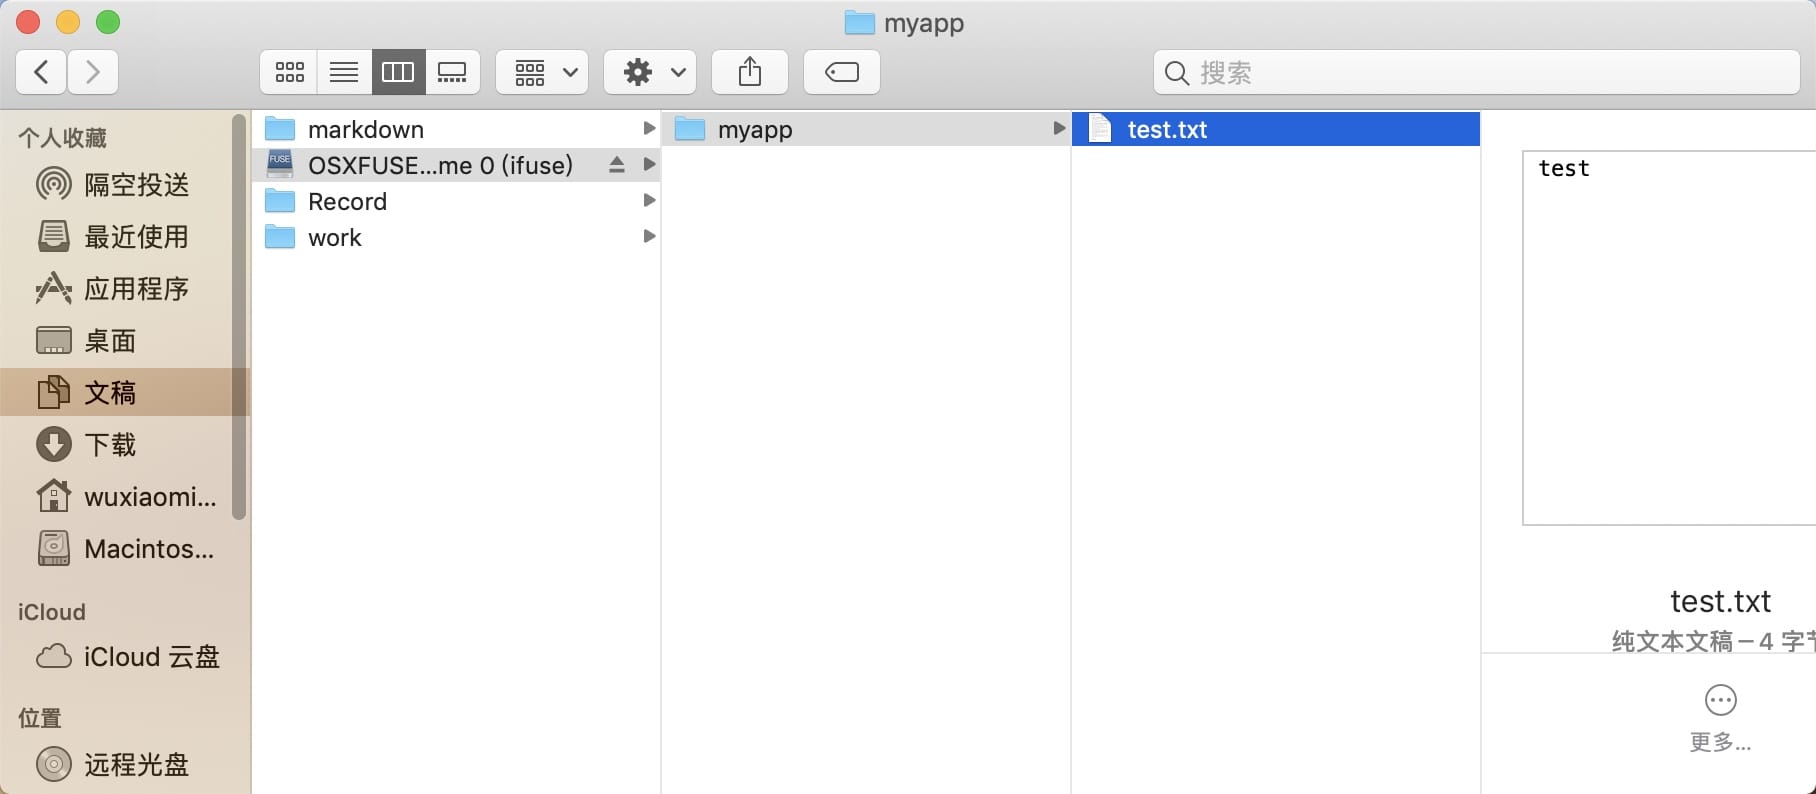 myapp
搜索
个人收藏
隔空投送
最近使用
应用程序
桌面
文稿
下载
wuxiaomi...
Macintos...
iCloud
iCloud 云盘
位置
远程光盘
markdown
FUSE
OSXFUSE...me 0 (ifuse)
Record
work
myapp
test.txt
test
test.txt
纯文本文稿 – 4 字节
更多...